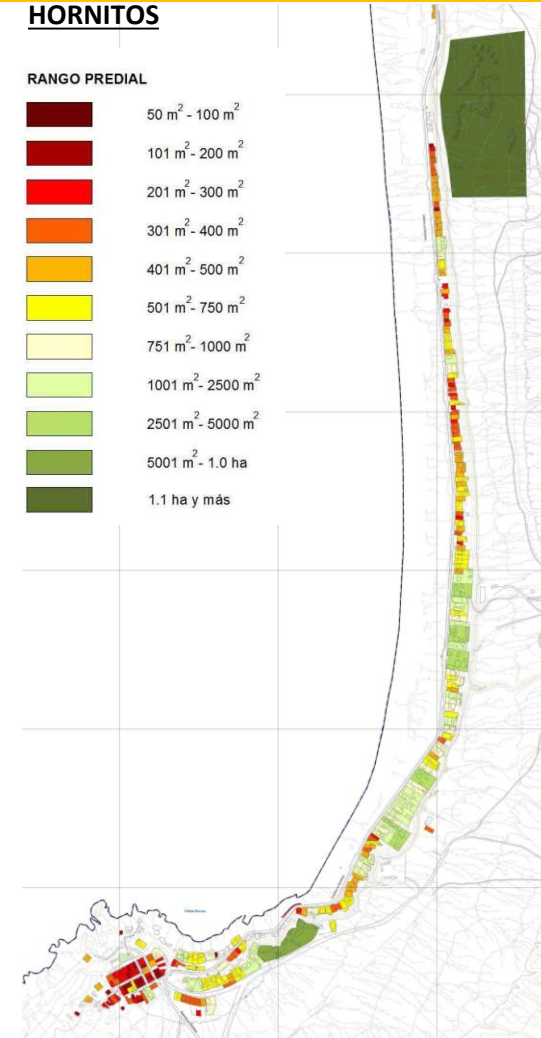 HORNITOS
RANGO PREDIAL
50 m² - 100 m²
101 m² - 200 m²
201 m² - 300 m²
301 m² - 400 m²
401 m² - 500 m²
501 m² - 750 m²
751 m² - 1000 m²
1001 m² - 2500 m²
2501 m² - 5000 m²
5001 m² - 1.0 ha
1.1 ha y más